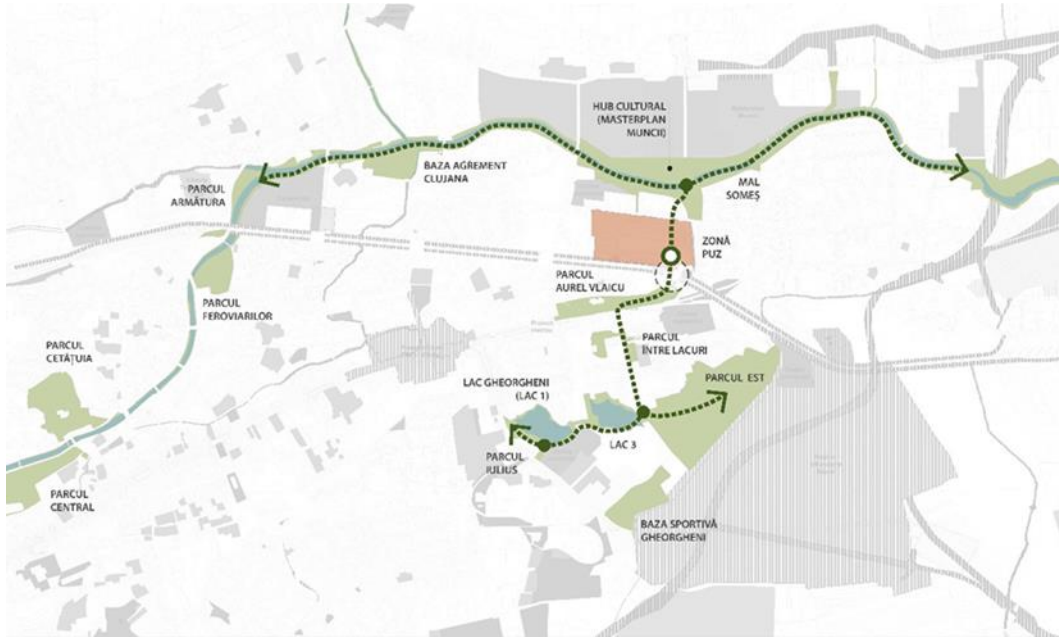 HUB CULTURAL
(MASTERPLAN
MUNCII)
BAZA AGREMENT
CLUJANA
PARCUL
ARMĂTURA
MAL
SOMEȘ
ZONĂ
PUZ
PARCUL
AUREL VLAICU
PARCUL
FEROVIARILOR
PARCUL
CETĂȚUIA
PARCUL
ÎNTRE LACURI
LAC GHEORGHENI
(LAC 1)
PARCUL EST
LAC 3
PARCUL
IULIUS
PARCUL
CENTRAL
BAZA SPORTIVĂ
GHEORGHENI